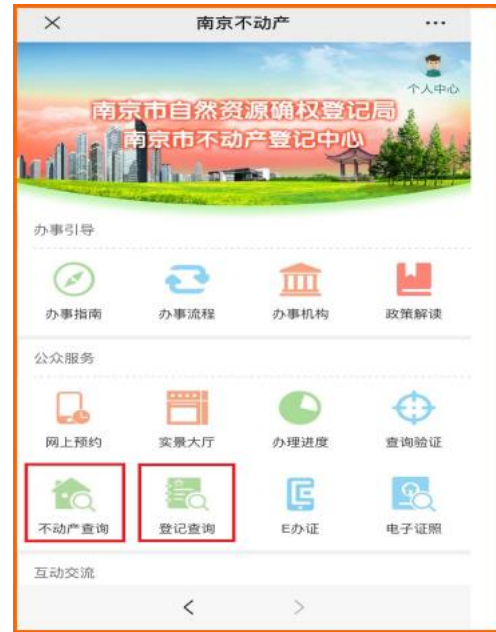 南京不动产
个人中心
南京市自然资源确权登记局
南京市不动产登记中心
办事引导
办事指南 办事流程 办事机构 政策解读
公众服务
网上预约 实景大厅 办理进度 查询验证
不动产查询 登记查询 E办证 电子证照
互动交流